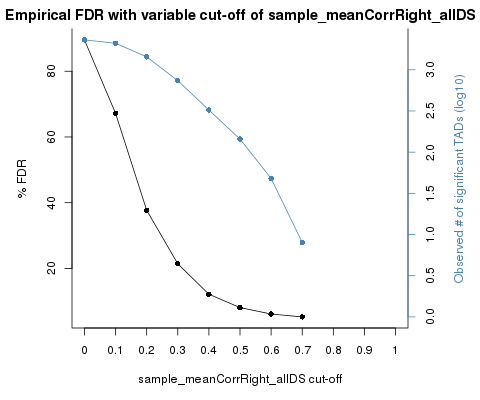 Empirical FDR with variable cut-off of sample_meanCorrRight_allDS
% FDR
80
60
40
20
Observed # of significant TADs (log10)
3.0
2.5
2.0
1.5
1.0
0.5
0.0
0 0.1 0.2 0.3 0.4 0.5 0.6 0.7 0.8 0.9 1
sample_meanCorrRight_allDS cut-off